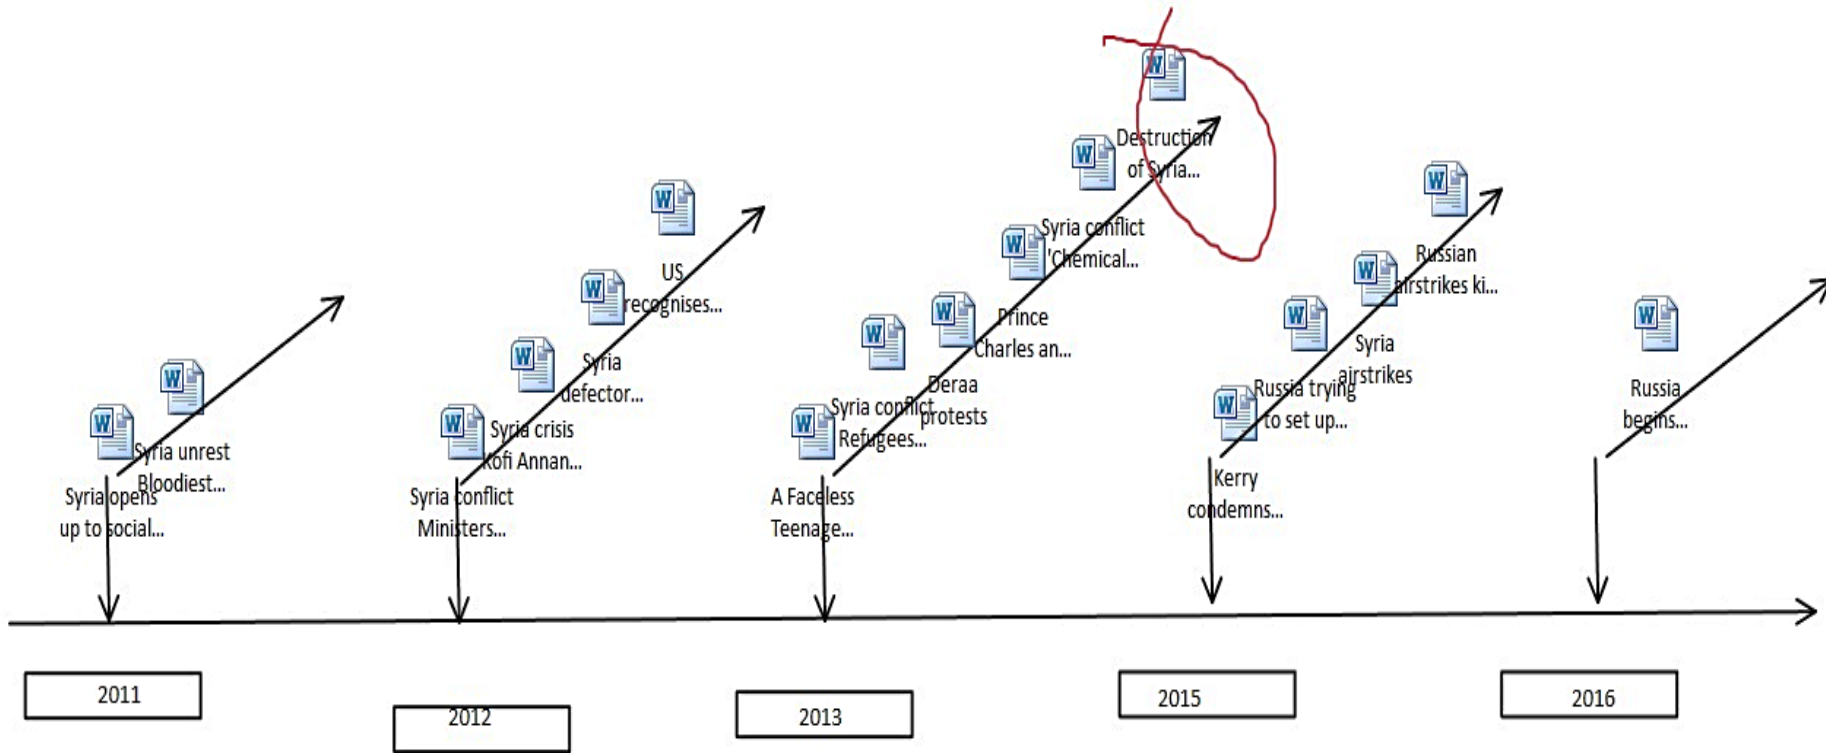 Syria opens
up to social...
Syria unrest
Bloodiest...
Syria conflict
Ministers...
Syria crisis
Kofi Annan...
Syria
defector...
US
recognises...
A Faceless
Teenage...
Syria conflict
Refugees...
Deraa
protests
Prince
Charles an...
Syria conflict
'Chemical...
Destruction
of Syria...
Kerry
condemns...
Russia trying
to set up...
Syria
airstrikes
Russian
airstrikes ki...
Russia
begins...
2011
2012
2013
2015
2016